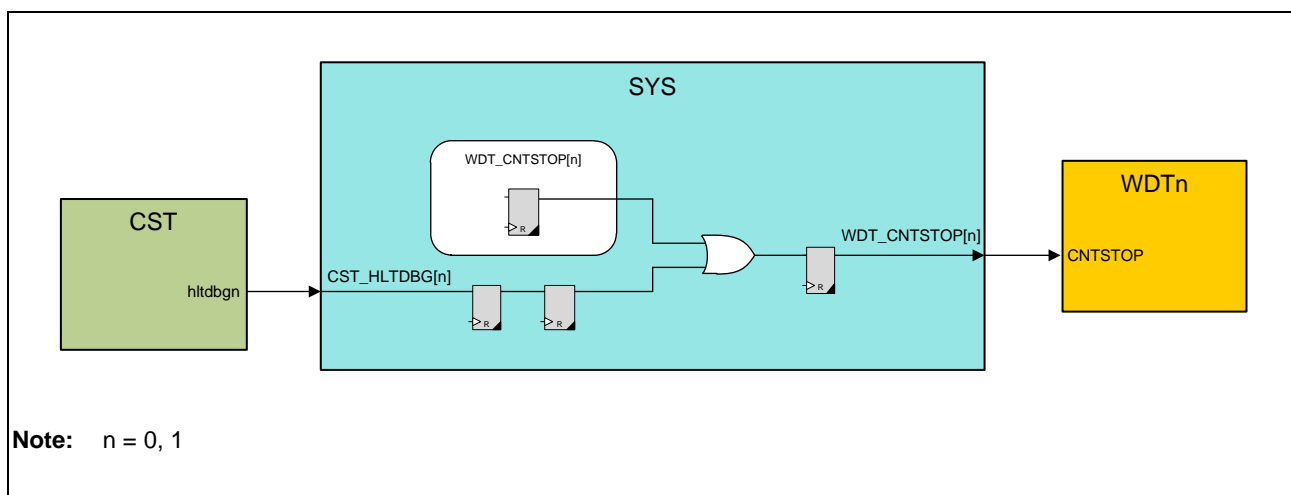 SYS
WDT_CNTSTOP[n]
R
CST
hltdbgn
CST_HLTDBG[n]
R
R
R
WDT_CNTSTOP[n]
WDTn
CNTSTOP
Note: n = 0, 1